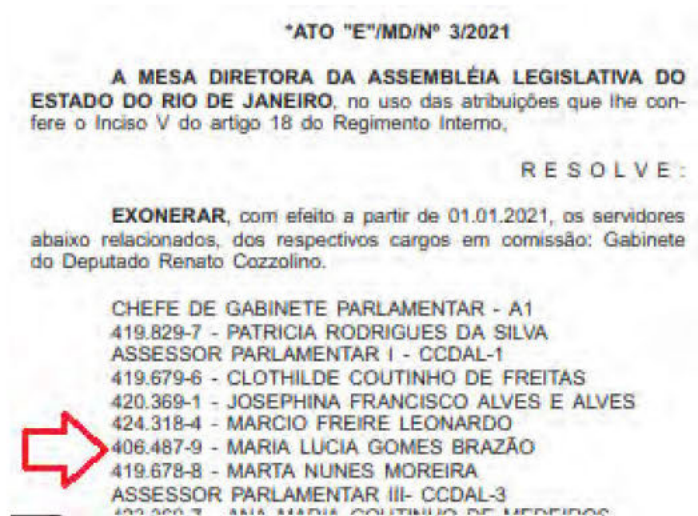 *ATO "E"/MD/Nº 3/2021
A MESA DIRETORA DA ASSEMBLÉIA LEGISLATIVA DO
ESTADO DO RIO DE JANEIRO, no uso das atribuições que lhe con-
fere o Inciso V do artigo 18 do Regimento Interno,
R E S O L V E :
EXONERAR, com efeito a partir de 01.01.2021, os servidores
abaixo relacionados, dos respectivos cargos em comissão: Gabinete
do Deputado Renato Cozzolino.
CHEFE DE GABINETE PARLAMENTAR - A1
419.829-7 - PATRICIA RODRIGUES DA SILVA
ASSESSOR PARLAMENTAR I - CCDAL-1
419.679-6 - CLOTHILDE COUTINHO DE FREITAS
420.369-1 - JOSEPHINA FRANCISCO ALVES E ALVES
424.318-4 - MARCIO FREIRE LEONARDO
406.487-9 - MARIA LUCIA GOMES BRAZÃO
419.678-8 - MARTA NUNES MOREIRA
ASSESSOR PARLAMENTAR III- CCDAL-3
ANA MARIA COUTINHO DE MEDEIROS